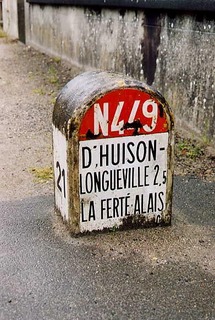 N449
D'HUISON-
LONGUEVILLE 2,5
LA FERTÉ-ALAIS
21